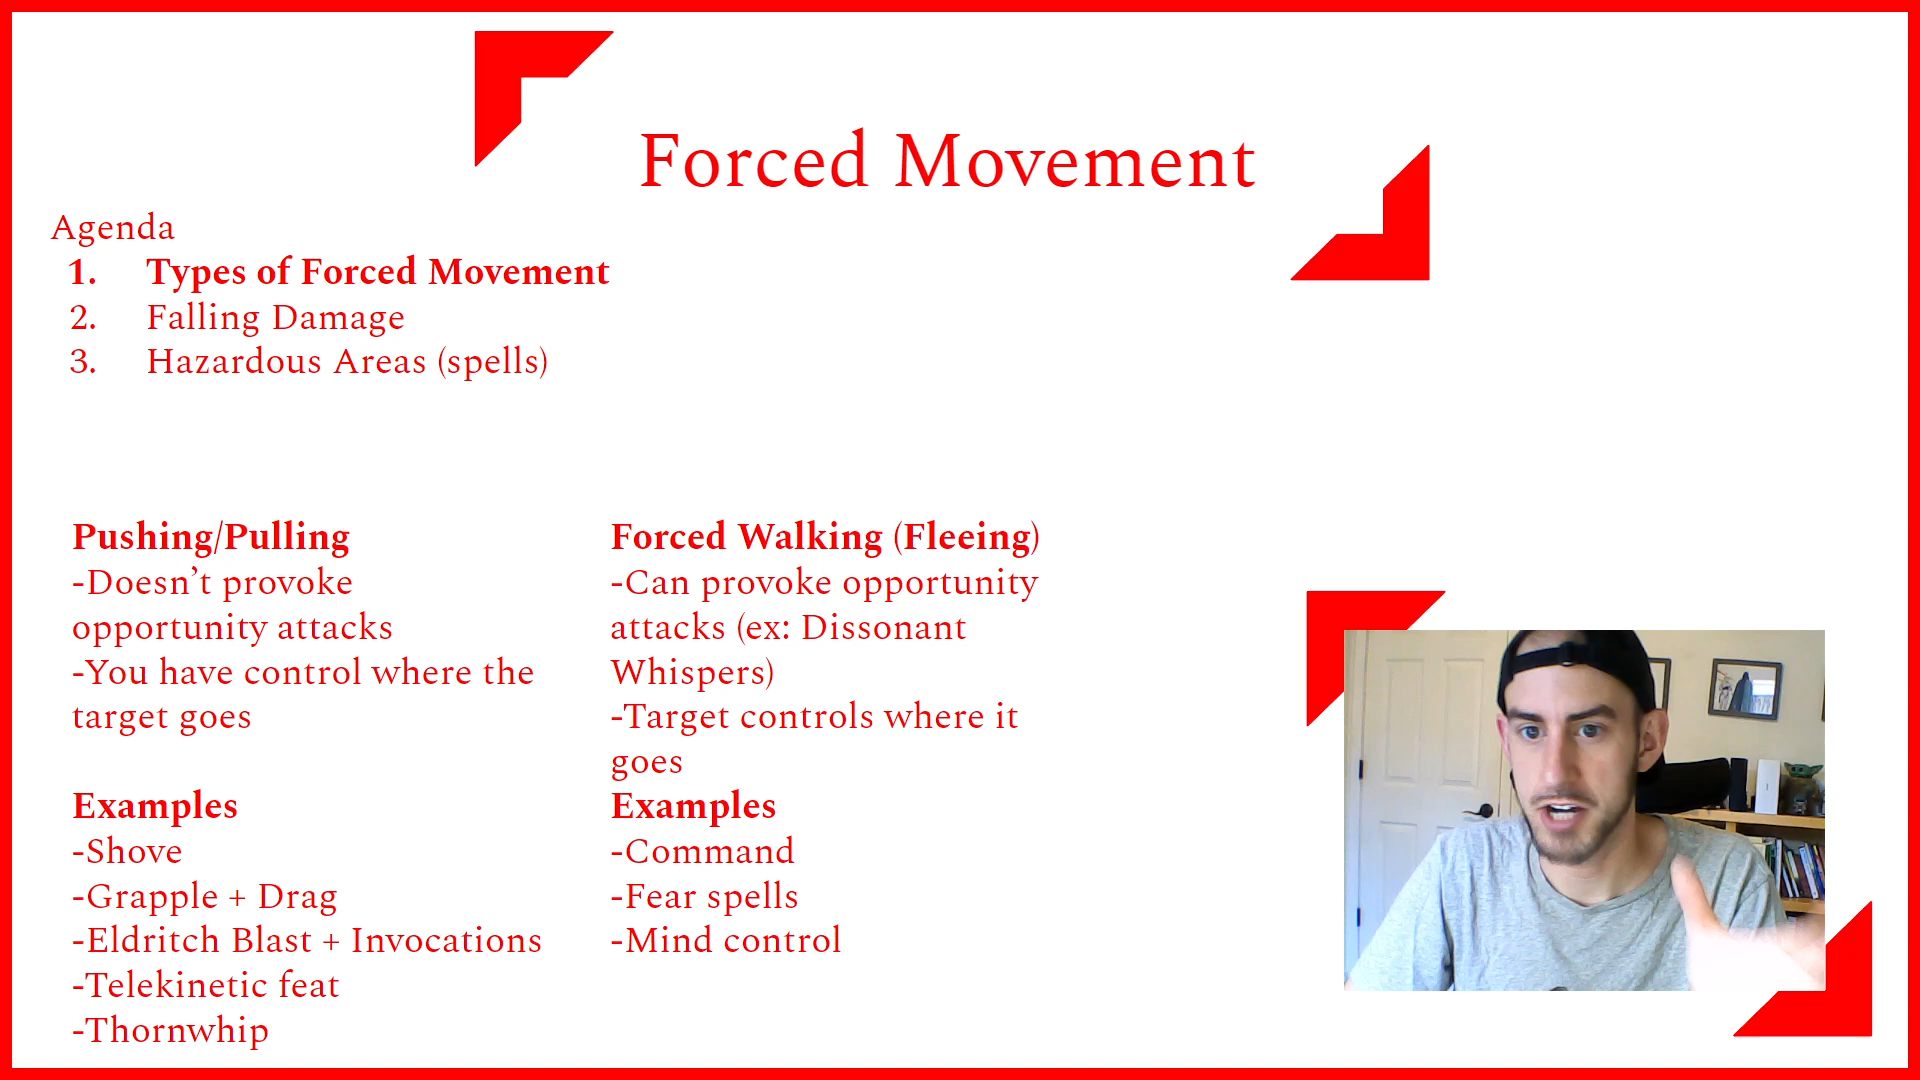 Forced Movement
Agenda
1. Types of Forced Movement
2. Falling Damage
3. Hazardous Areas (spells)
Pushing/Pulling
-Doesn’t provoke
opportunity attacks
-You have control where the
target goes
Examples
-Shove
-Grapple + Drag
-Eldritch Blast + Invocations
-Telekinetic feat
-Thornwhip
Forced Walking (Fleeing)
-Can provoke opportunity
attacks (ex: Dissonant
Whispers)
-Target controls where it
goes
Examples
-Command
-Fear spells
-Mind control